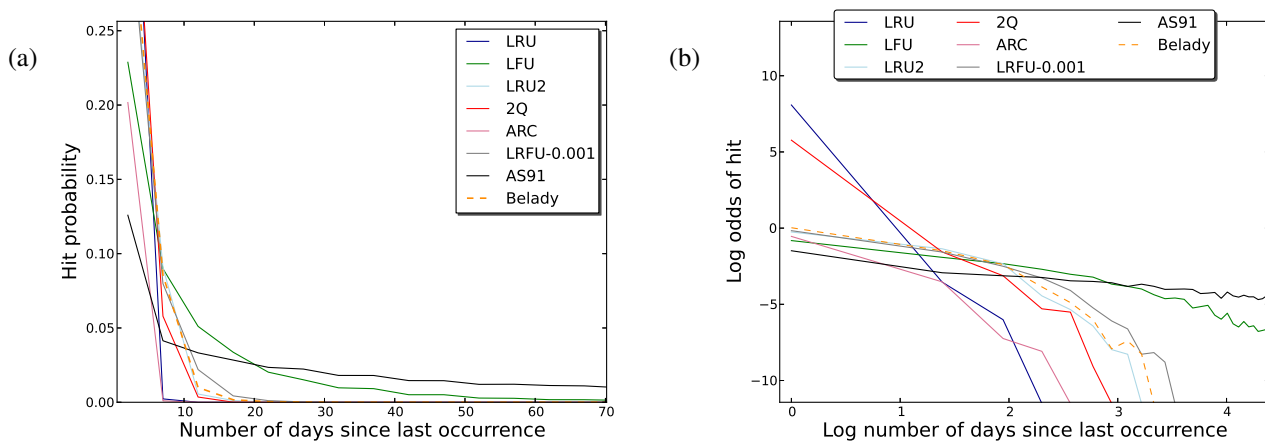 (a)
0.25
0.20
0.15
0.10
0.05
0.00
Hit probability
10 20 30 40 50 60 70
Number of days since last occurrence
LRU
LFU
LRU2
2Q
ARC
LRFU-0.001
AS91
Belady
(b)
LRU 2Q AS91
LFU ARC Belady
LRU2 LRFU-0.001
10
5
0
−5
−10
Log odds of hit
0 1 2 3 4
Log number of days since last occurrence